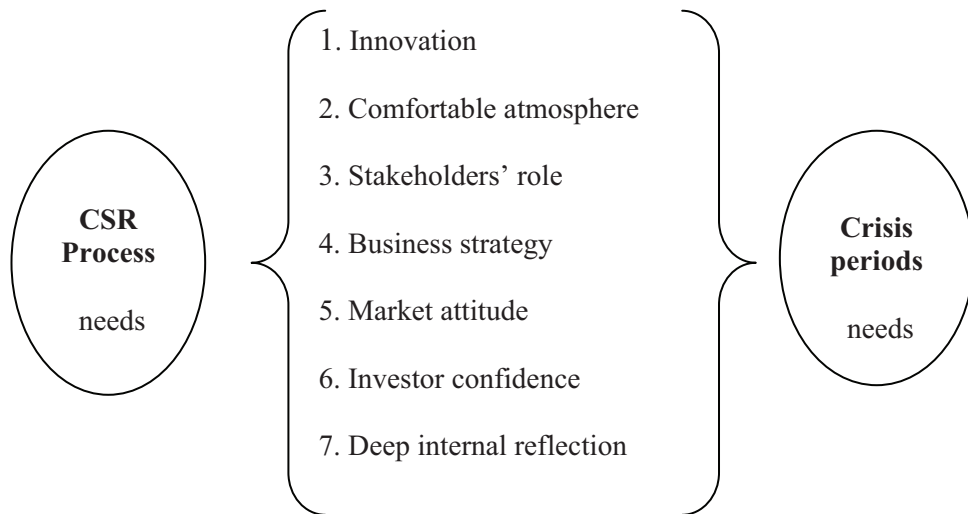 CSR
Process
needs
1. Innovation
2. Comfortable atmosphere
3. Stakeholders’ role
4. Business strategy
5. Market attitude
6. Investor confidence
7. Deep internal reflection
Crisis
periods
needs